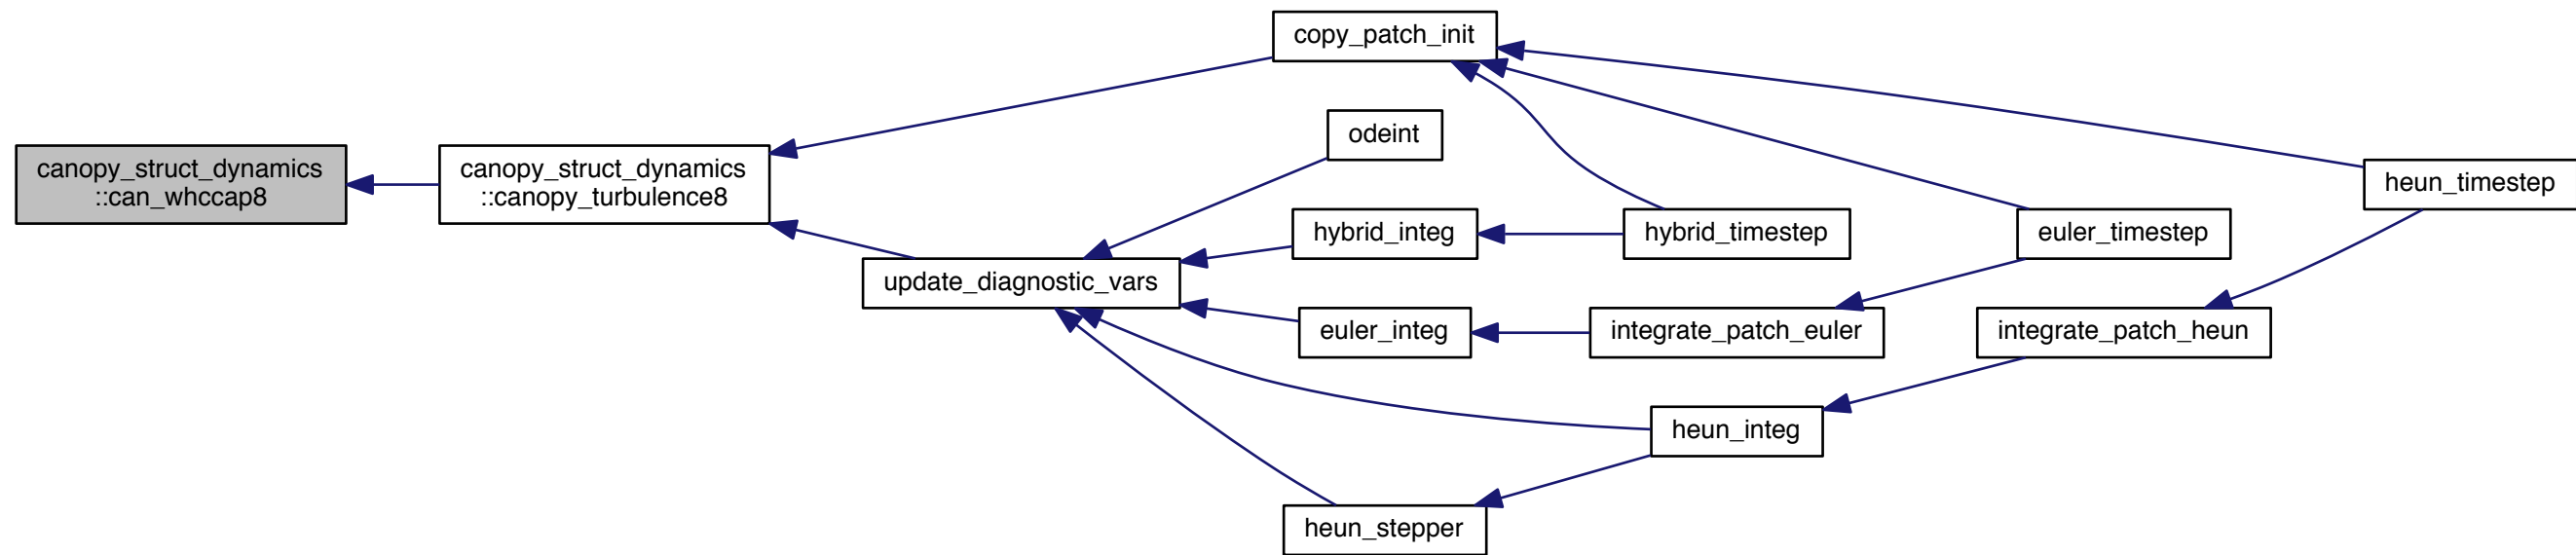 copy_patch_init
odeint
canopy_struct_dynamics
::can_whccap8
canopy_struct_dynamics
::canopy_turbulence8
heun_timestep
hybrid_integ
hybrid_timestep
euler_timestep
update_diagnostic_vars
euler_integ
integrate_patch_euler
integrate_patch_heun
heun_integ
heun_stepper